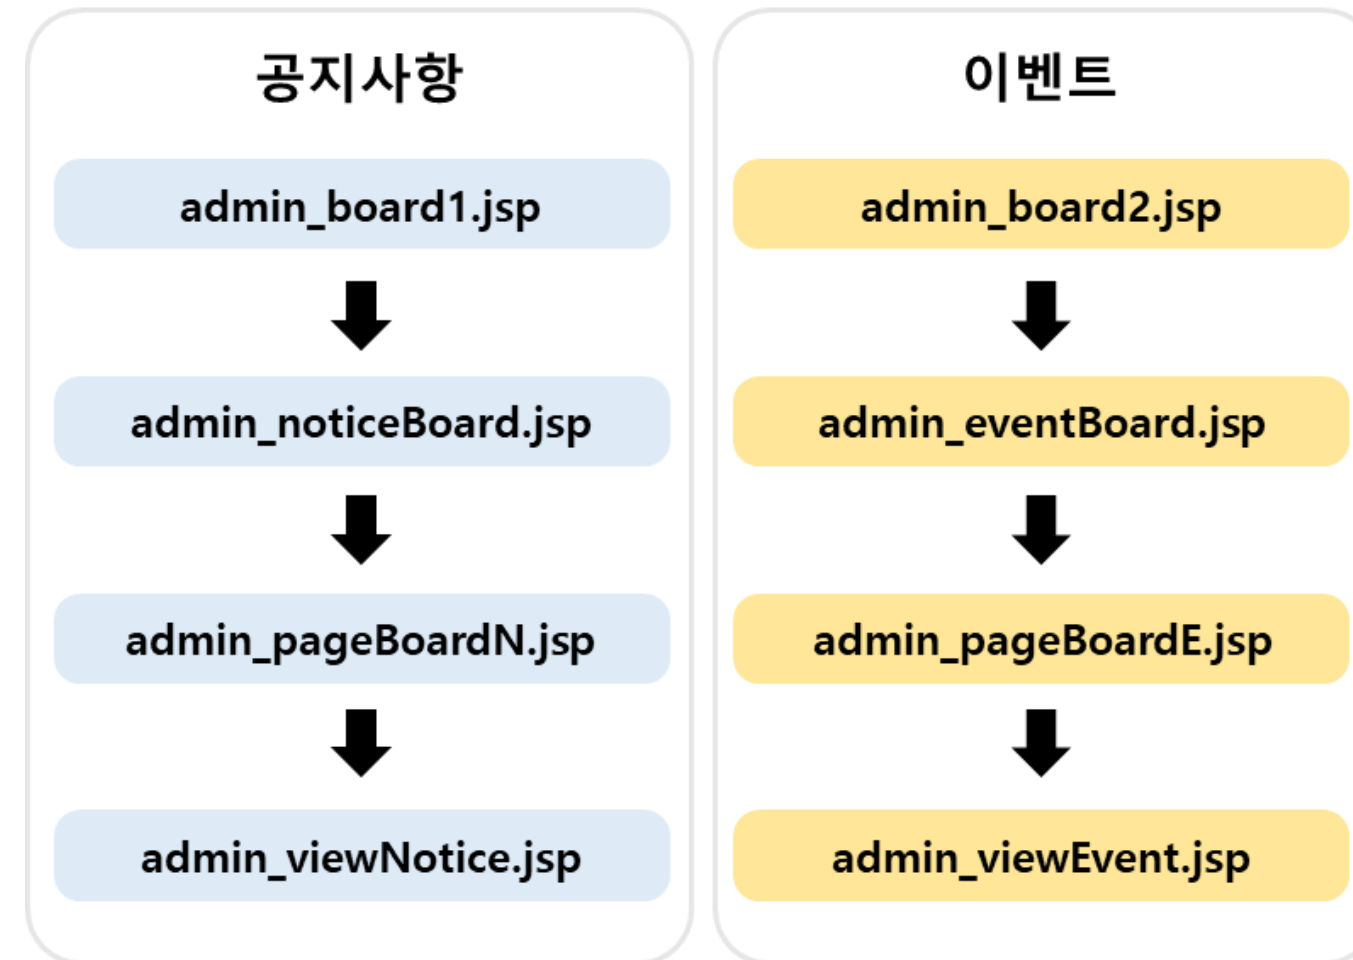 공지사항
admin_board1.jsp
admin_noticeBoard.jsp
admin_pageBoardN.jsp
admin_viewNotice.jsp
이벤트
admin_board2.jsp
admin_eventBoard.jsp
admin_pageBoardE.jsp
admin_viewEvent.jsp